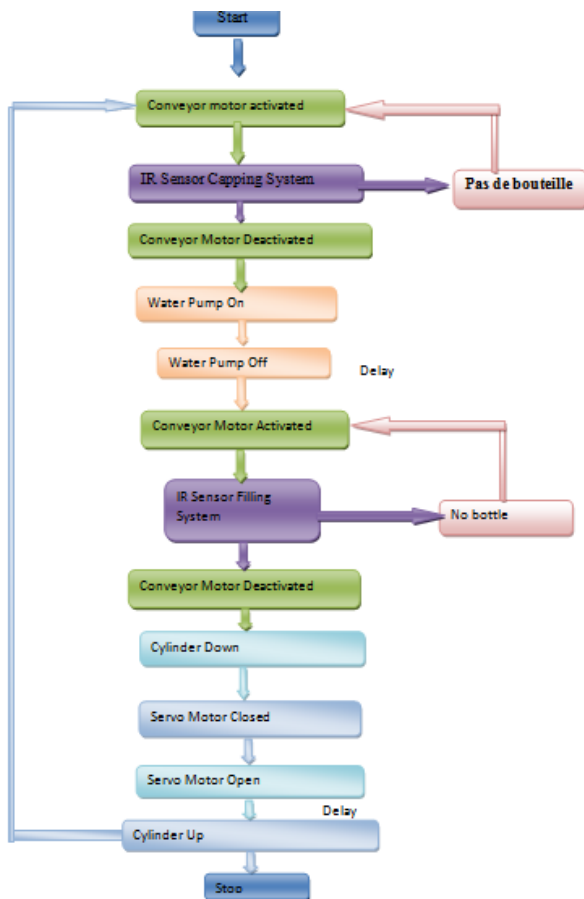 Start
Conveyor motor activated
IR Sensor Capping System
Pas de bouteille
Conveyor Motor Deactivated
Water Pump On
Water Pump Off
Delay
Conveyor Motor Activated
IR Sensor Filling
System
No bottle
Conveyor Motor Deactivated
Cylinder Down
Servo Motor Closed
Servo Motor Open
Delay
Cylinder Up
Stop